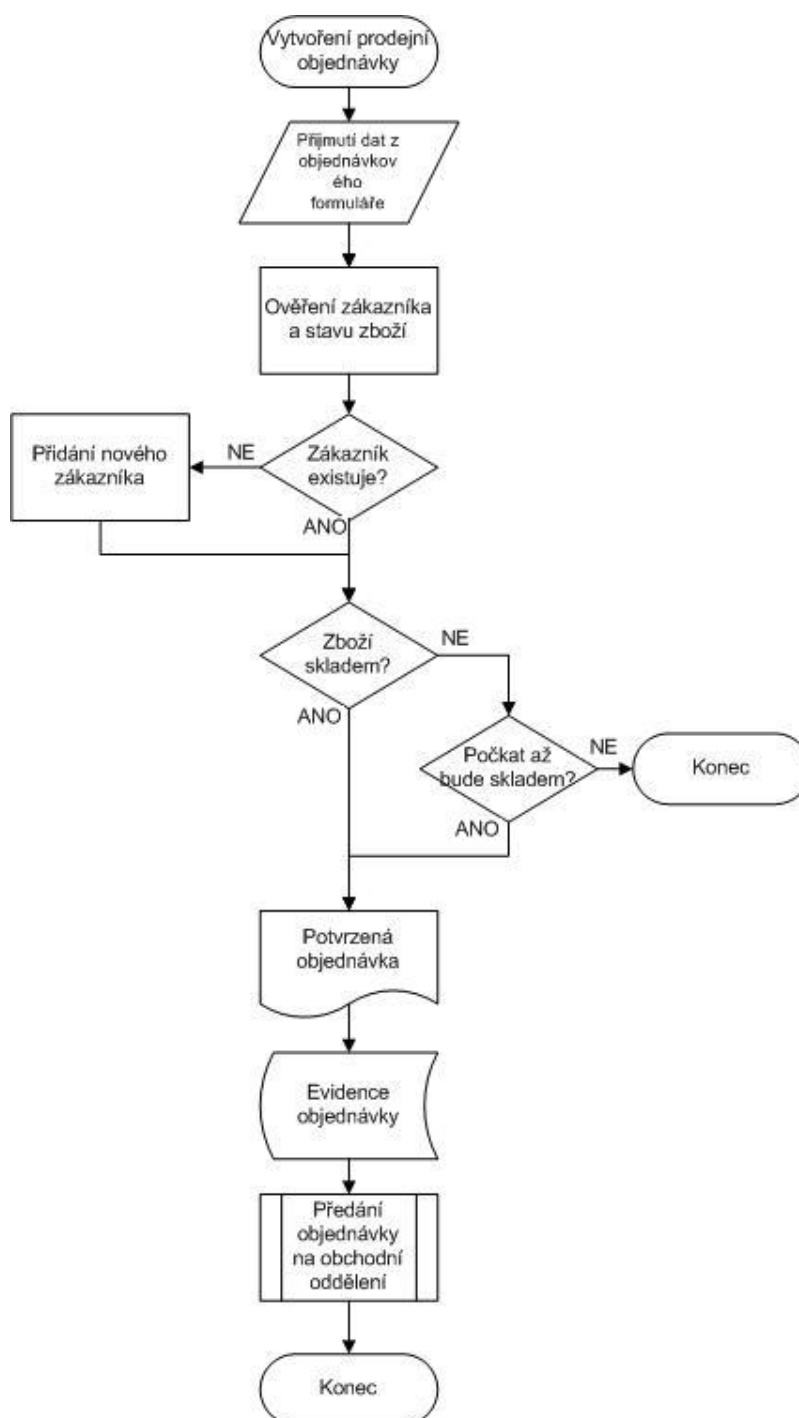 Vytvoření prodejní
objednávky
Přijmutí dat z
objednávkov
ého
formuláře
Ověření zákazníka
a stavu zboží
Přidání nového
zákazníka
NE
Zákazník
existuje?
ANO
Zboží
skladem?
NE
ANO
Počkat až
bude skladem?
NE
Konec
ANO
Potvrzená
objednávka
Evidence
objednávky
Předání
objednávky
na obchodní
oddělení
Konec